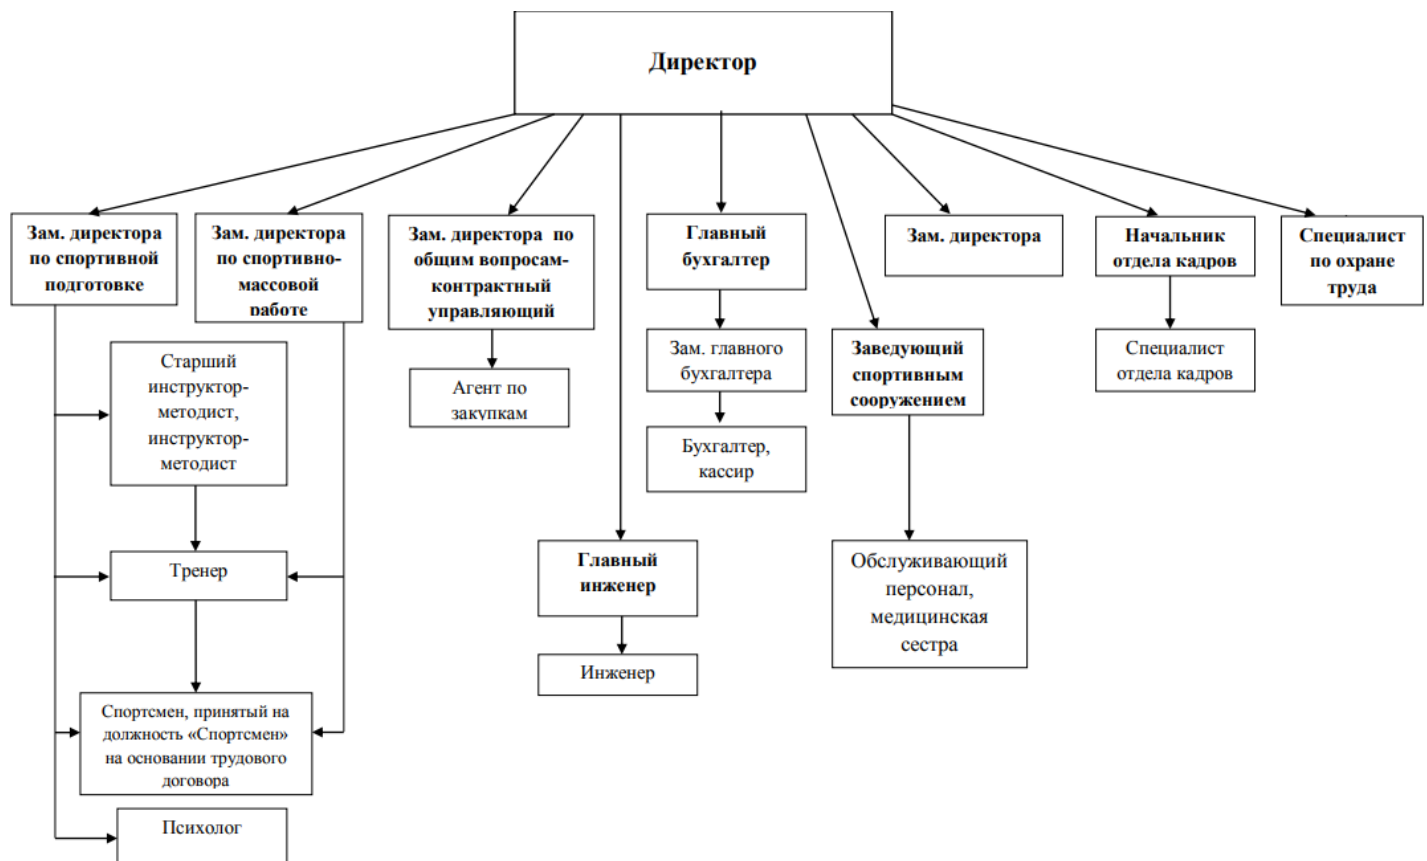 Директор
Зам. директора
по спортивной
подготовке
Зам. директора
по спортивно-
массовой
работе
Зам. директора по
общим вопросам-
контрактный
управляющий
Главный
бухгалтер
Зам. директора
Начальник
отдела кадров
Специалист
по охране
труда
Старший
инструктор-
методист,
инструктор-
методист
Агент по
закупкам
Зам. главного
бухгалтера
Заведующий
спортивным
сооружением
Специалист
отдела кадров
Бухгалтер,
кассир
Тренер
Главный
инженер
Обслуживающий
персонал,
медицинская
сестра
Инженер
Спортсмен, принятый на
должность «Спортсмен»
на основании трудового
договора
Психолог